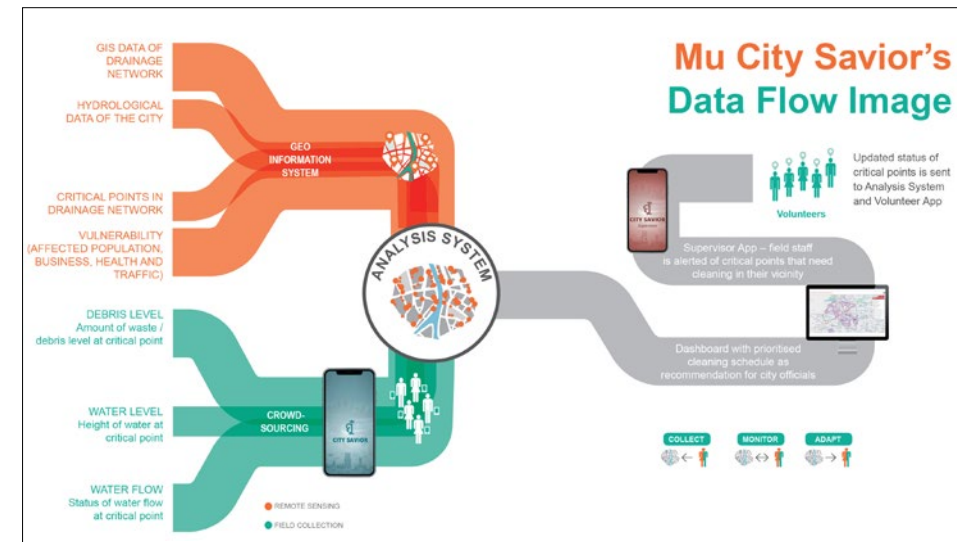 Mu City Savior's
Data Flow Image
GIS DATA OF
DRAINAGE
NETWORK
HYDROLOGICAL
DATA OF THE CITY
CRITICAL POINTS IN
DRAINAGE NETWORK
VULNERABILITY
(AFFECTED POPULATION,
BUSINESS, HEALTH AND
TRAFFIC)
GEO
INFORMATION
SYSTEM
DEBRIS LEVEL
Amount of waste /
debris level at critical point
WATER LEVEL
Height of water at
critical point
WATER FLOW
Status of water flow
at critical point
CROWD-
SOURCING
CITY SAVIOR
REMOTE SENSING
FIELD COLLECTION
ANALYSIS SYSTEM
CITY SAVIOR
Volunteers
Updated status of
critical points is sent
to Analysis System
and Volunteer App
Supervisor App – field staff
is alerted of critical points that need
cleaning in their vicinity
Dashboard with prioritised
cleaning schedule as
recommendation for city officials
COLLECT
MONITOR
ADAPT